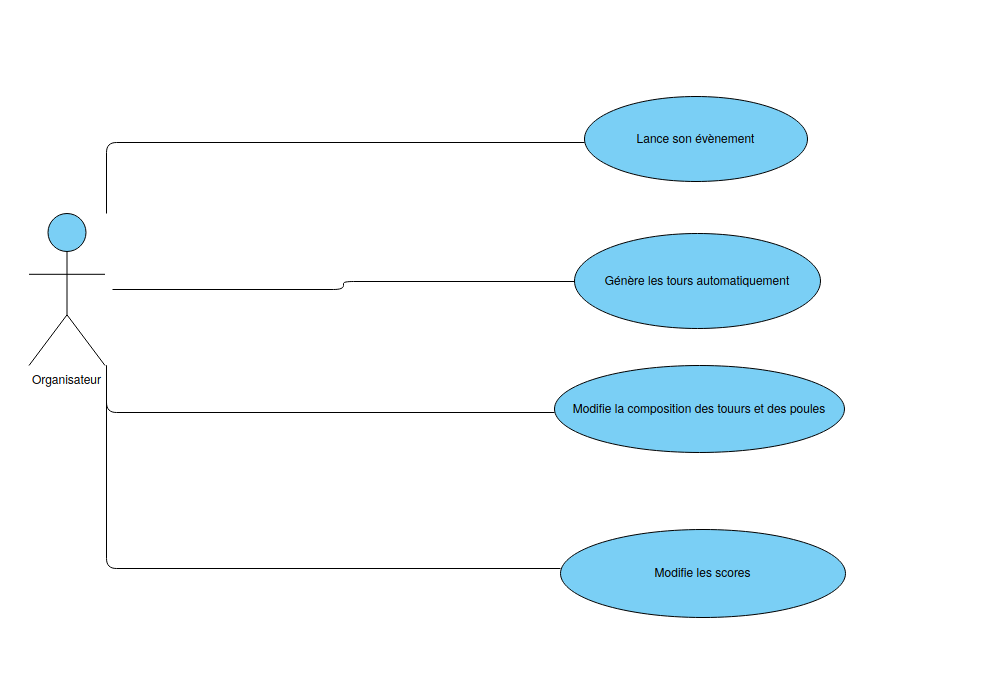 Lance son évènement
Génère les tours automatiquement
Organisateur
Modifie la composition des touurs et des poules
Modifie les scores